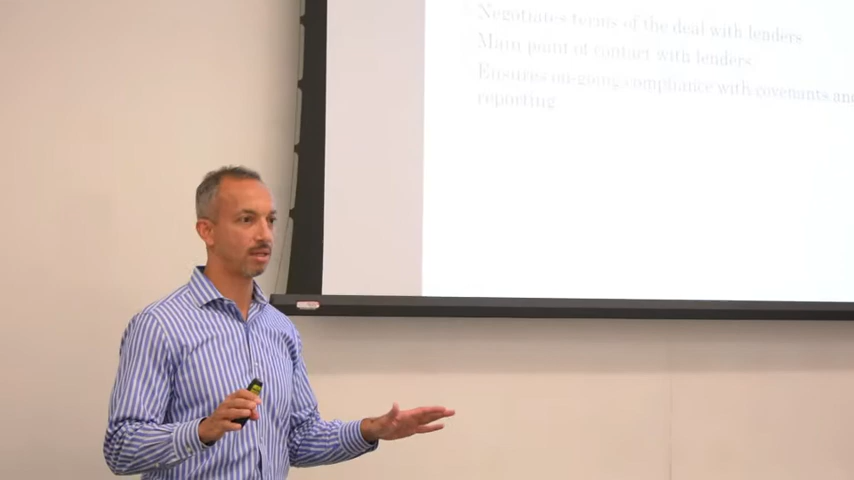 Negotiates terms of the deal with lenders
Main point of contact with lenders
Ensures on-going compliance with covenants and
reporting